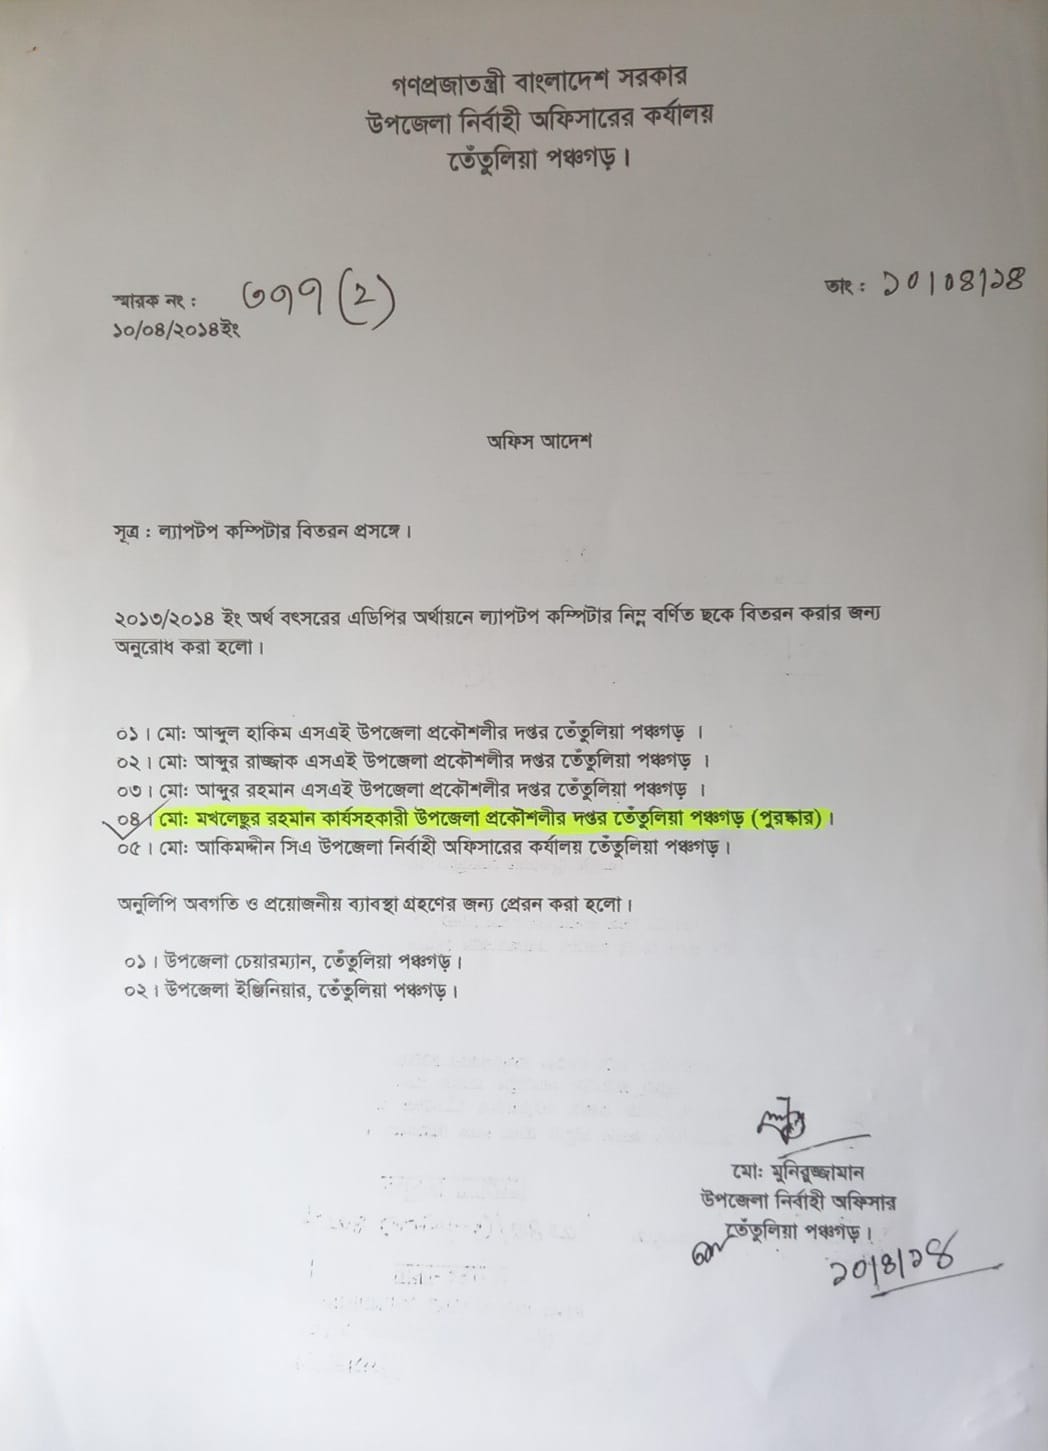 গণপ্রজাতন্ত্রী বাংলাদেশ সরকার
উপজেলা নির্বাহী অফিসারের কর্যালয়
তেঁতুলিয়া পঞ্চগড়।
স্মারক নং : ৩৭৭ (২)
তাং : ১০/০৪/১৪
১০/০৪/২০১৪ইং
অফিস আদেশ
সূত্র : ল্যাপটপ কম্পিটার বিতরন প্রসঙ্গে।
২০১৩/২০১৪ ইং অর্থ বৎসরের এডিপির অর্থায়নে ল্যাপটপ কম্পিটার নিম্ন বর্ণিত ছকে বিতরন করার জন্য
অনুরোধ করা হলো।
০১। মো: আব্দুল হাকিম এসএই উপজেলা প্রকৌশলীর দপ্তর তেঁতুলিয়া পঞ্চগড় ।
০২। মো: আব্দুর রাজ্জাক এসএই উপজেলা প্রকৌশলীর দপ্তর তেঁতুলিয়া পঞ্চগড় ।
০৩। মো: আব্দুর রহমান এসএই উপজেলা প্রকৌশলীর দপ্তর তেঁতুলিয়া পঞ্চগড় ।
০৪। মো: মখলেছুর রহমান কার্যসহকারী উপজেলা প্রকৌশলীর দপ্তর তেঁতুলিয়া পঞ্চগড় (পুরস্কার)।
০৫। মো: আকিমদ্দীন সিএ উপজেলা নির্বাহী অফিসারের কর্যালয় তেঁতুলিয়া পঞ্চগড়।
অনুলিপি অবগতি ও প্রয়োজনীয় ব্যাবস্থা গ্রহণের জন্য প্রেরন করা হলো।
০১। উপজেলা চেয়ারম্যান, তেঁতুলিয়া পঞ্চগড়।
০২। উপজেলা ইঞ্জিনিয়ার, তেঁতুলিয়া পঞ্চগড়।
মো: মুনিরুজ্জামান
উপজেলা নির্বাহী অফিসার
তেঁতুলিয়া পঞ্চগড়।
১০/৪/১৪